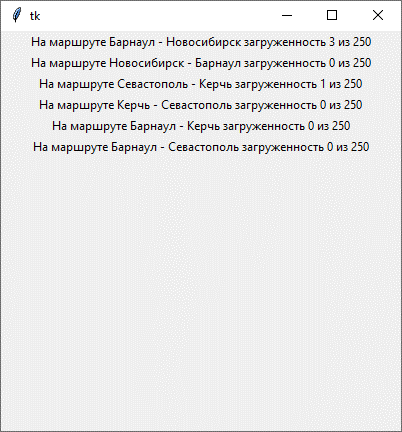 tk
На маршруте Барнаул - Новосибирск загруженность 3 из 250
На маршруте Новосибирск - Барнаул загруженность 0 из 250
На маршруте Севастополь - Керчь загруженность 1 из 250
На маршруте Керчь - Севастополь загруженность 0 из 250
На маршруте Барнаул - Керчь загруженность 0 из 250
На маршруте Барнаул - Севастополь загруженность 0 из 250